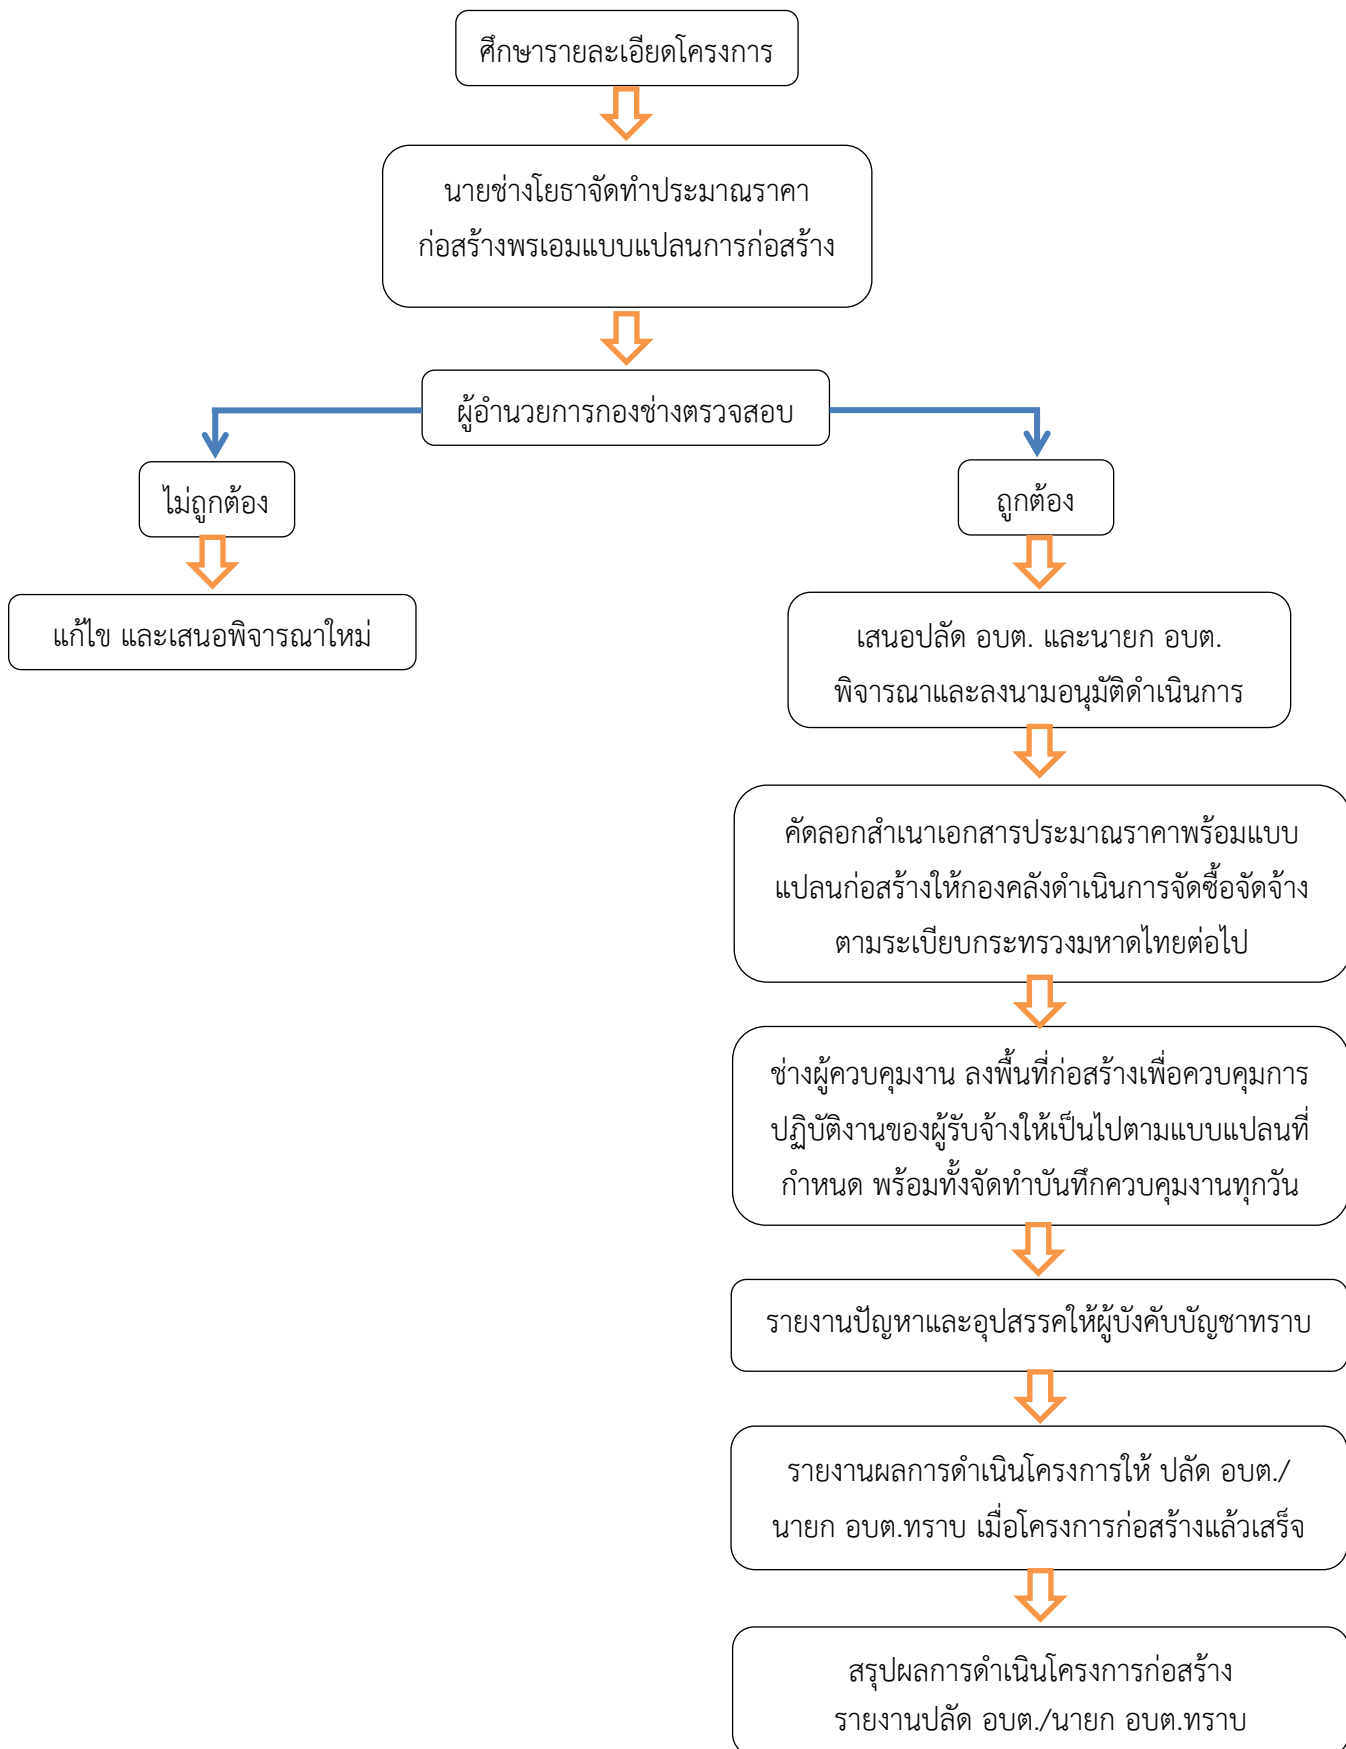 ศึกษารายละเอียดโครงการ
นายช่างโยธาจัดทำประมาณราคา
ก่อสร้างพรเอมแบบแปลนการก่อสร้าง
ผู้อำนวยการกองช่างตรวจสอบ
ไม่ถูกต้อง
ถูกต้อง
แก้ไข และเสนอพิจารณาใหม่
เสนอปลัด อบต. และนายก อบต.
พิจารณาและลงนามอนุมัติดำเนินการ
คัดลอกสำเนาเอกสารประมาณราคาพร้อมแบบ
แปลนก่อสร้างให้กองคลังดำเนินการจัดซื้อจัดจ้าง
ตามระเบียบกระทรวงมหาดไทยต่อไป
ช่างผู้ควบคุมงาน ลงพื้นที่ก่อสร้างเพื่อควบคุมการ
ปฏิบัติงานของผู้รับจ้างให้เป็นไปตามแบบแปลนที่
กำหนด พร้อมทั้งจัดทำบันทึกควบคุมงานทุกวัน
รายงานปัญหาและอุปสรรคให้ผู้บังคับบัญชาทราบ
รายงานผลการดำเนินโครงการให้ ปลัด อบต./
นายก อบต.ทราบ เมื่อโครงการก่อสร้างแล้วเสร็จ
สรุปผลการดำเนินโครงการก่อสร้าง
รายงานปลัด อบต./นายก อบต.ทราบ